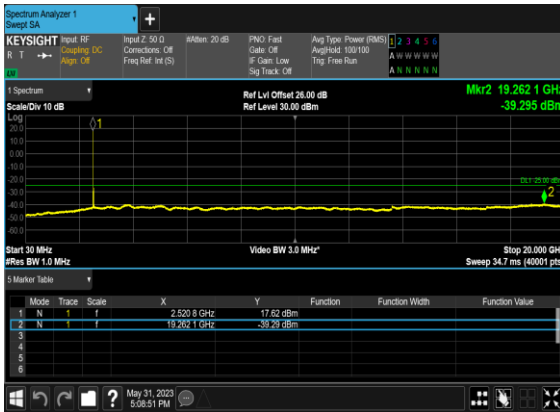 Spectrum Analyzer 1
Swept SA
KEYSIGHT Input: RF Input Z: 50 Ω #Atten: 20 dB PNO: Fast Avg Type: Power (RMS) 1 2 3 4 5 6
R T Coupling: DC Corrections: Off Gate: Off Avg|Hold: 100/100 A W W W W W
Align: Off Freq Ref: Int (S) IF Gain: Low Trig: Free Run
Sig Track: Off A N N N N N
1 Spectrum Ref Lvl Offset 26.00 dB Mkr2 19.262 1 GHz
Scale/Div 10 dB Ref Level 30.00 dBm -39.295 dBm
Log
20.0 1
10.0
0.00
-10.0
-20.0 DL1 -25.00 dBm
-30.0 2
-40.0
-50.0
-60.0
Start 30 MHz Video BW 3.0 MHz* Stop 20.000 GHz
#Res BW 1.0 MHz Sweep 34.7 ms (40001 pts)
5 Marker Table
Mode Trace Scale X Y Function Function Width Function Value
1 N 1 f 2.520 8 GHz 17.62 dBm
2 N 1 f 19.262 1 GHz -39.29 dBm
3
4
5
6
? May 31, 2023
5:08:51 PM